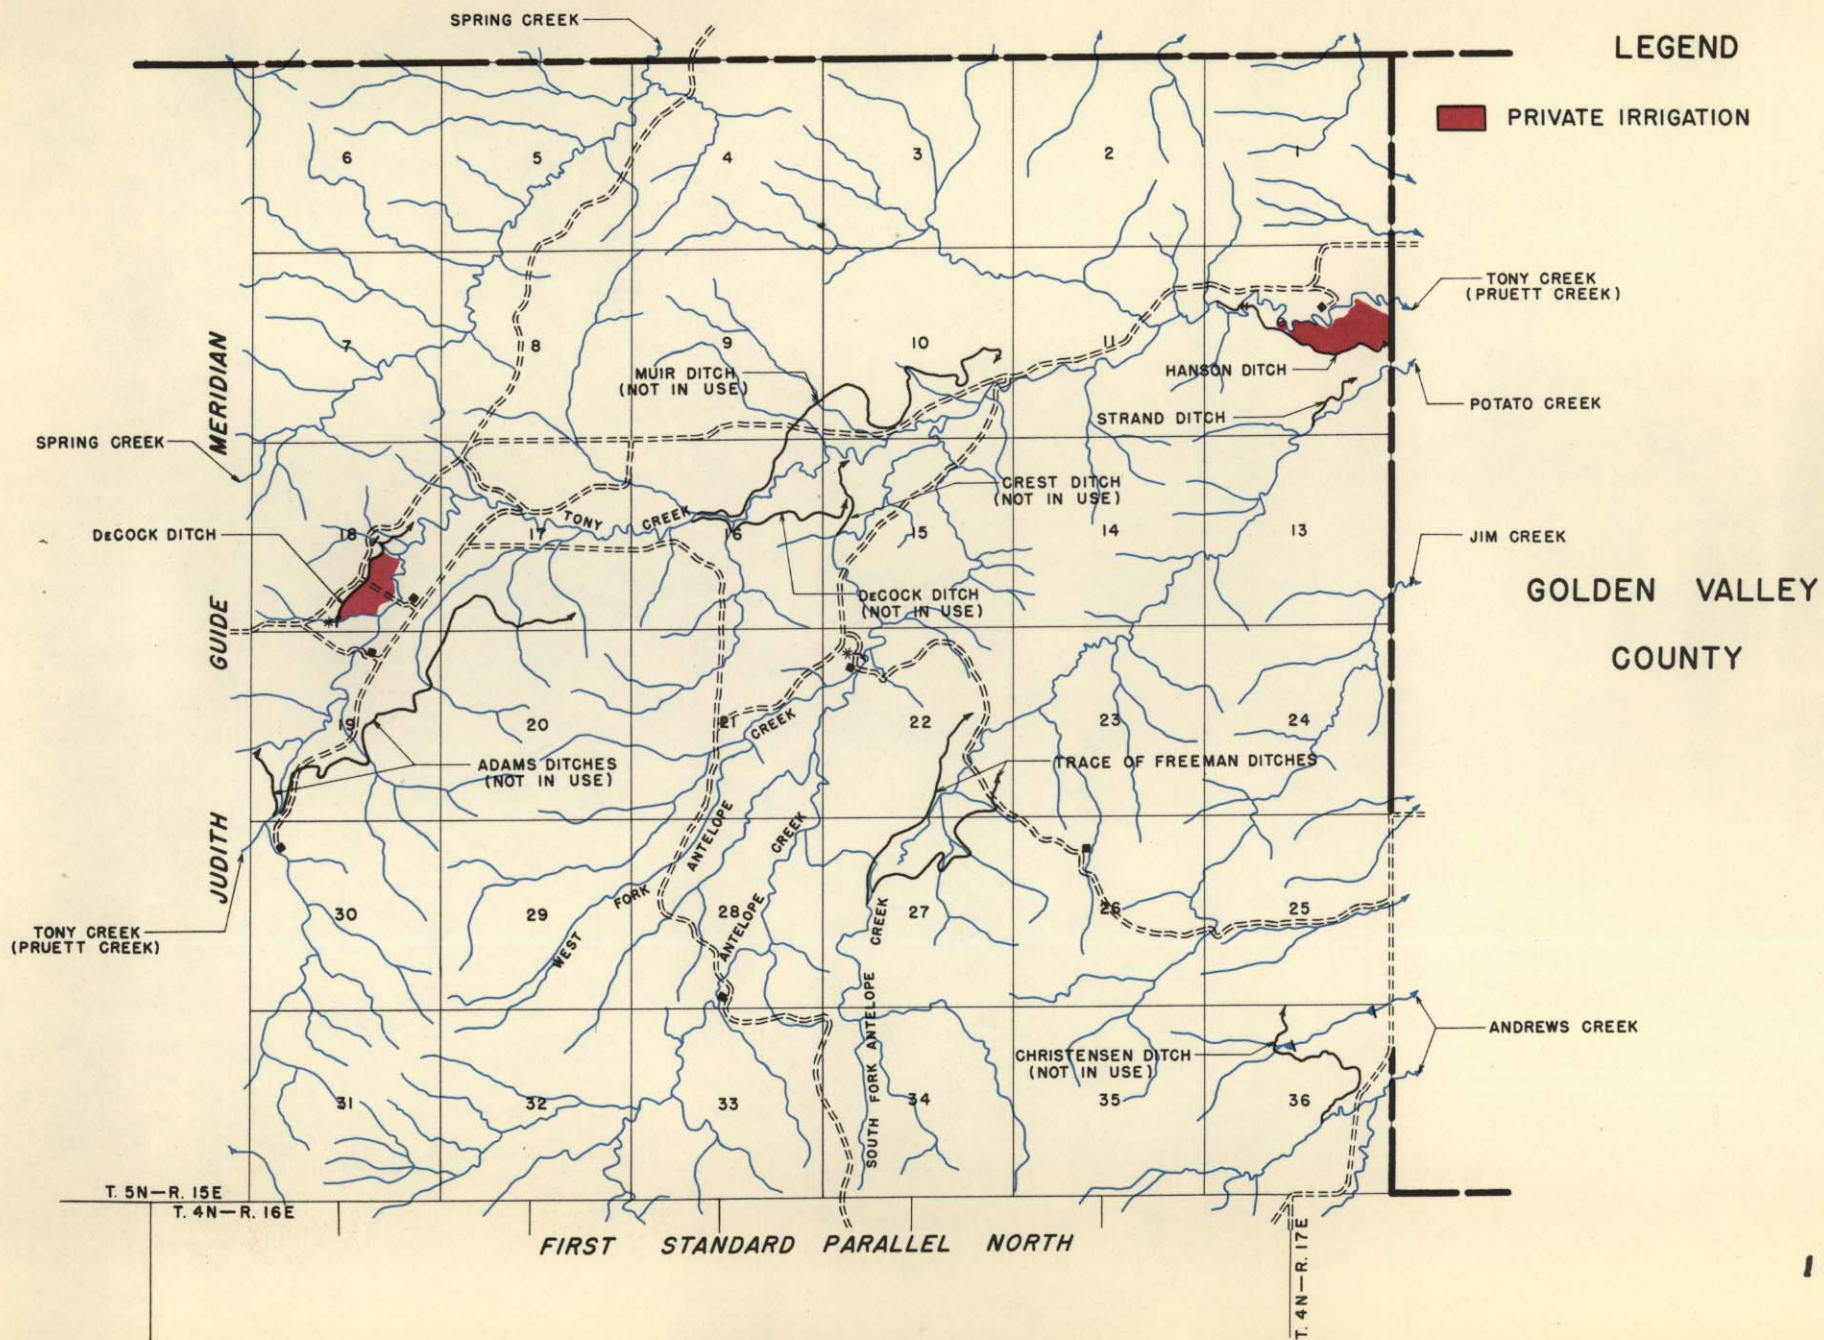 SPRING CREEK
LEGEND
PRIVATE IRRIGATION
6
5
4
3
2
1
TONY CREEK
(PRUETT CREEK)
7
8
9
10
11
MUIR DITCH
(NOT IN USE)
HANSON DITCH
STRAND DITCH
POTATO CREEK
SPRING CREEK
CREST DITCH
(NOT IN USE)
DECOCK DITCH
18
17
TONY CREEK
16
15
14
13
JIM CREEK
DECOCK DITCH
(NOT IN USE)
GOLDEN VALLEY
COUNTY
JUDITH GUIDE MERIDIAN
19
20
21
22
23
24
ADAMS DITCHES
(NOT IN USE)
TRACE OF FREEMAN DITCHES
WEST FORK ANTELOPE CREEK
ANTELOPE CREEK
SOUTH FORK ANTELOPE CREEK
30
29
28
27
26
25
TONY CREEK
(PRUETT CREEK)
ANDREWS CREEK
CHRISTENSEN DITCH
(NOT IN USE)
31
32
33
34
35
36
T. 5N–R. 15E
T. 4N–R. 16E
FIRST STANDARD PARALLEL NORTH
T. 4N–R. 17E
1